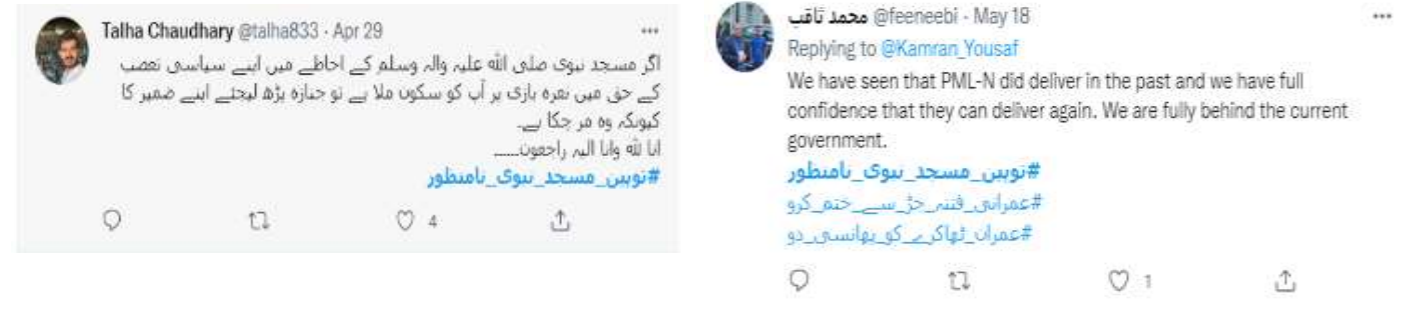 Talha Chaudhary @talha833 · Apr 29
اگر مسجد نبوی صلی اللہ علیہ والہ وسلم کے احاطے میں اپنے سیاسی تعصب
کے حق میں نعرہ بازی پر آپ کو سکون ملا ہے تو جنازہ پڑھ لیجئے اپنے ضمیر کا
کیونکہ وہ مر چکا ہے۔
انا للہ وانا الیہ راجعون......
#توہین_مسجد_نبوی_نامنظور
4
محمد ثاقب @feeneebi · May 18
Replying to @Kamran_Yousaf
We have seen that PML-N did deliver in the past and we have full
confidence that they can deliver again. We are fully behind the current
government.
#توہین_مسجد_نبوی_نامنظور
#عمرانی_فتنہ_جڑ_سے_ختم_کرو
#عمران_ٹھاکرے_کو_پھانسی_دو
1